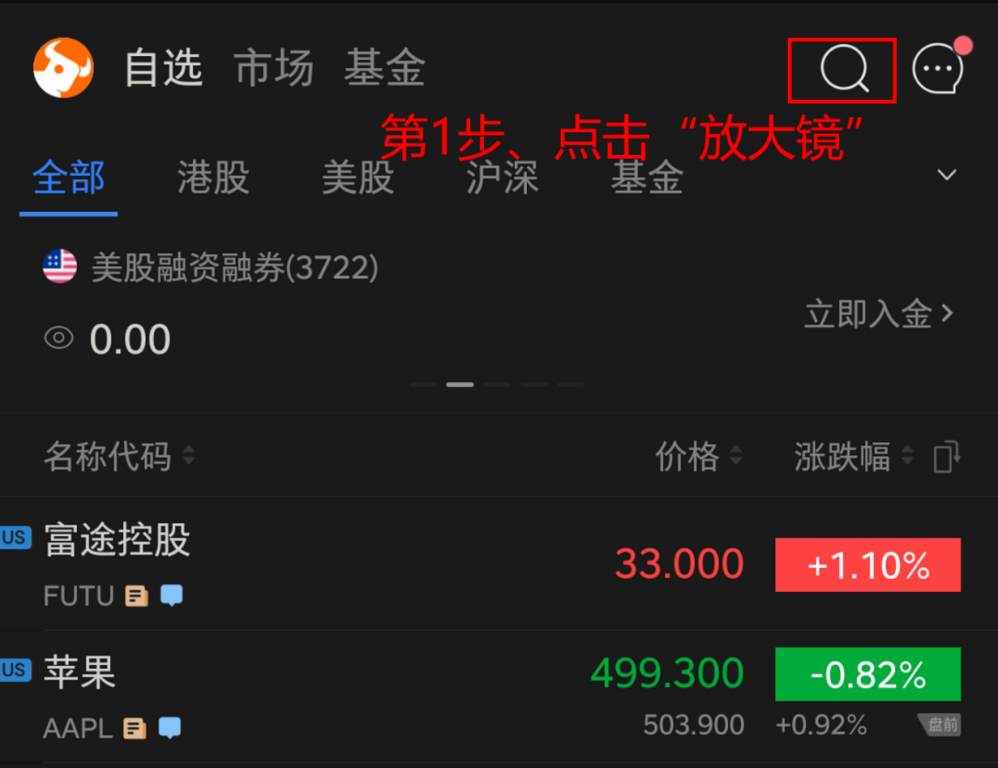 自选 市场 基金
第1步、点击“放大镜”
全部 港股 美股 沪深 基金
美股融资融券(3722)
立即入金
0.00
名称代码 价格 涨跌幅
US 富途控股
33.000 +1.10%
FUTU
US 苹果
499.300 -0.82%
AAPL 503.900 +0.92% 盘前